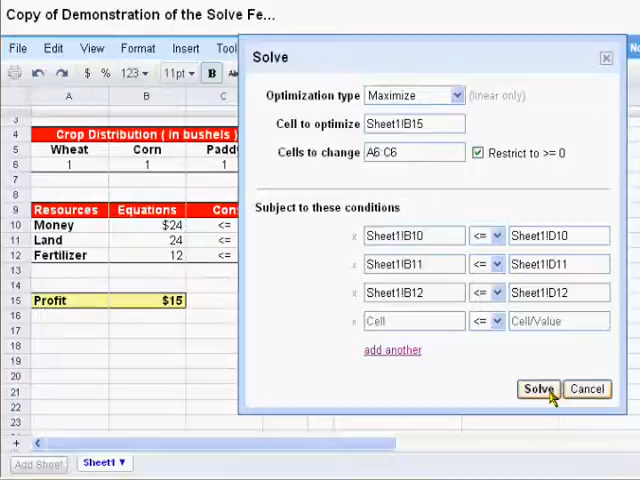 Copy of Demonstration of the Solve Fe...
File Edit View Format Insert Tool
$ % 123 11pt B Abc
A B C
3
4 Crop Distribution ( in bushels )
5 Wheat Corn Paddy
6 1 1 1
7
8
9 Resources Equations Con
10 Money $24 <=
11 Land 24 <=
12 Fertilizer 12 <=
13
14
15 Profit $15
16
17
18
19
20
21
22
23
Add Sheet Sheet1
Solve
Optimization type Maximize (linear only)
Cell to optimize Sheet1!B15
Cells to change A6:C6 Restrict to >= 0
Subject to these conditions
x Sheet1!B10 <= Sheet1!D10
x Sheet1!B11 <= Sheet1!D11
x Sheet1!B12 <= Sheet1!D12
x Cell <= Cell/Value
add another
Solve Cancel